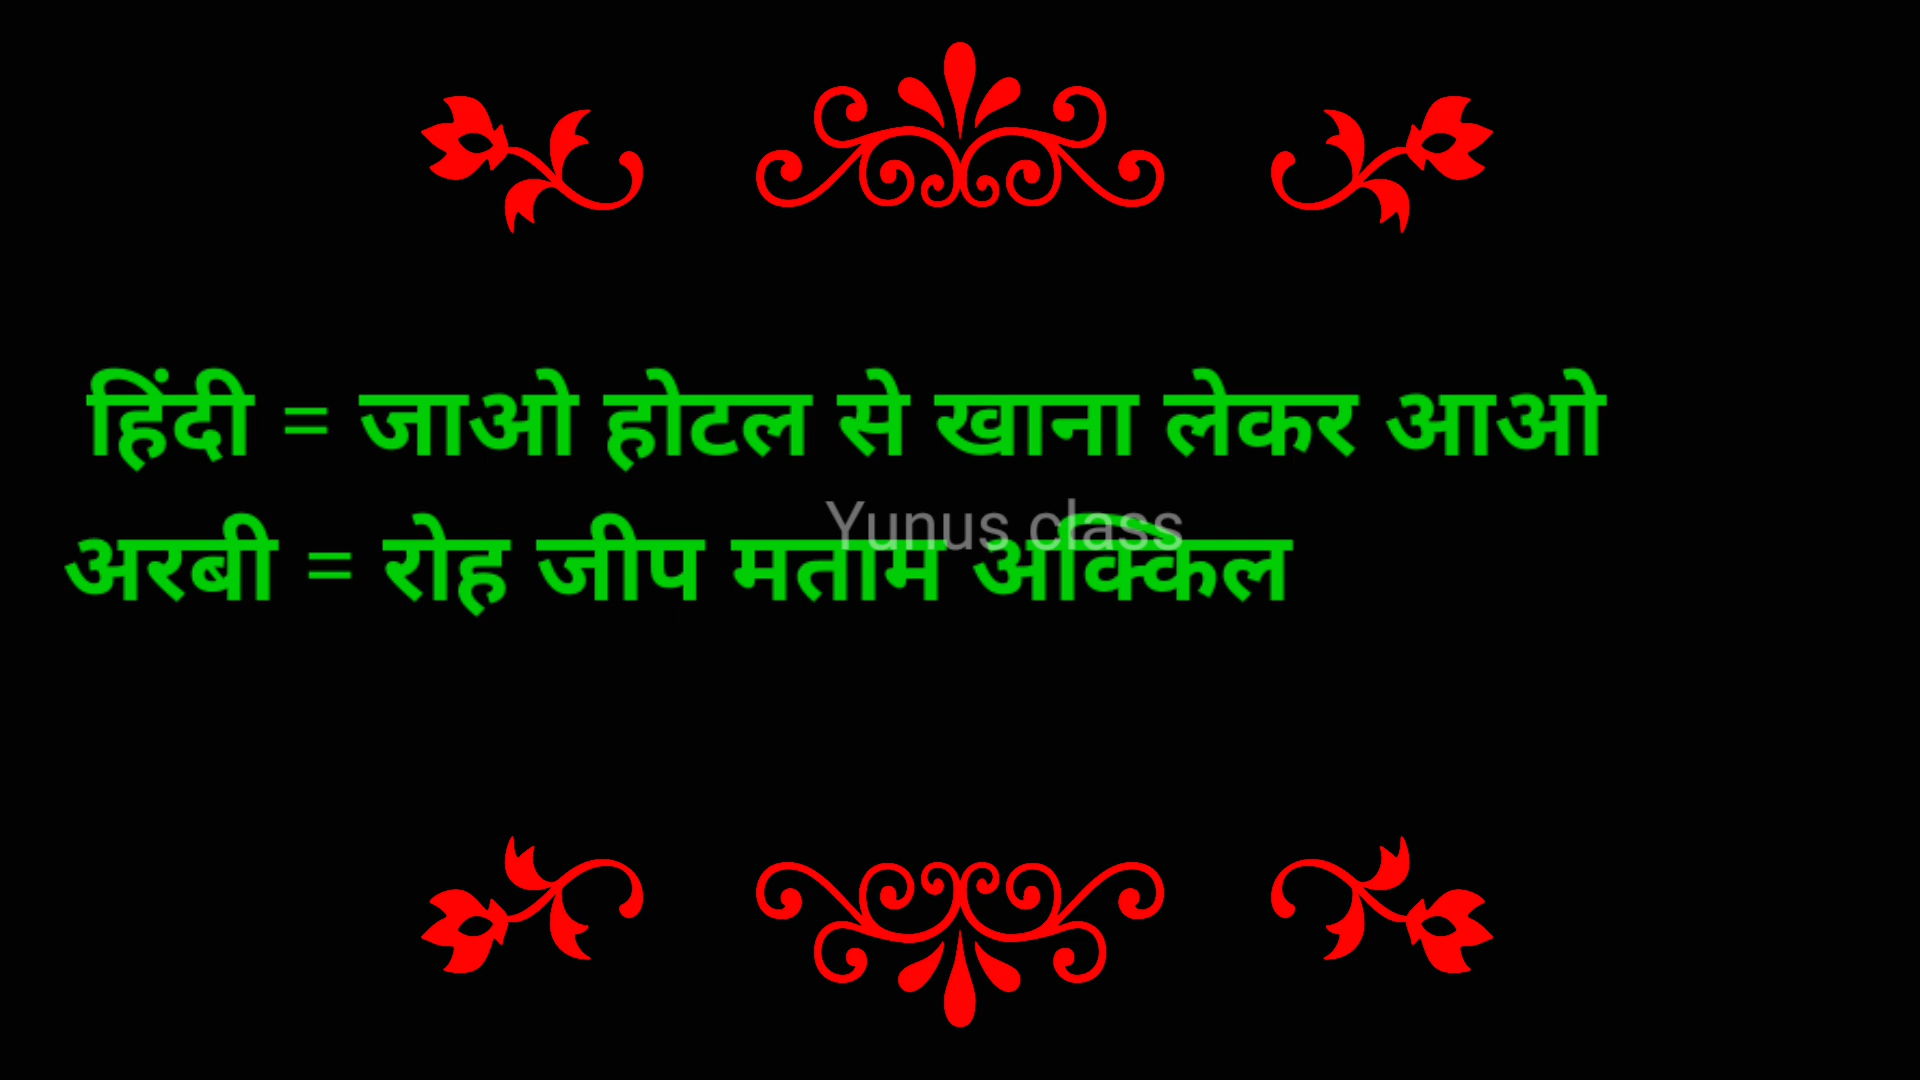 हिंदी = जाओ होटल से खाना लेकर आओ
Yunus class
अरबी = रोह जीप मताम अक्किल